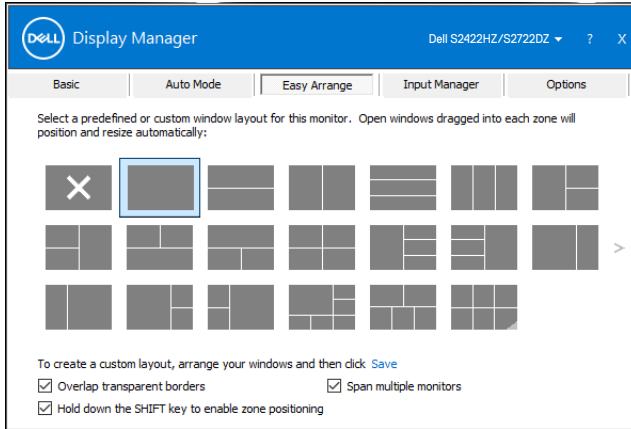 DELL Display Manager Dell S2422HZ/S2722DZ ? X
Basic Auto Mode Easy Arrange Input Manager Options
Select a predefined or custom window layout for this monitor. Open windows dragged into each zone will
position and resize automatically:
>
To create a custom layout, arrange your windows and then click Save
Overlap transparent borders Span multiple monitors
Hold down the SHIFT key to enable zone positioning